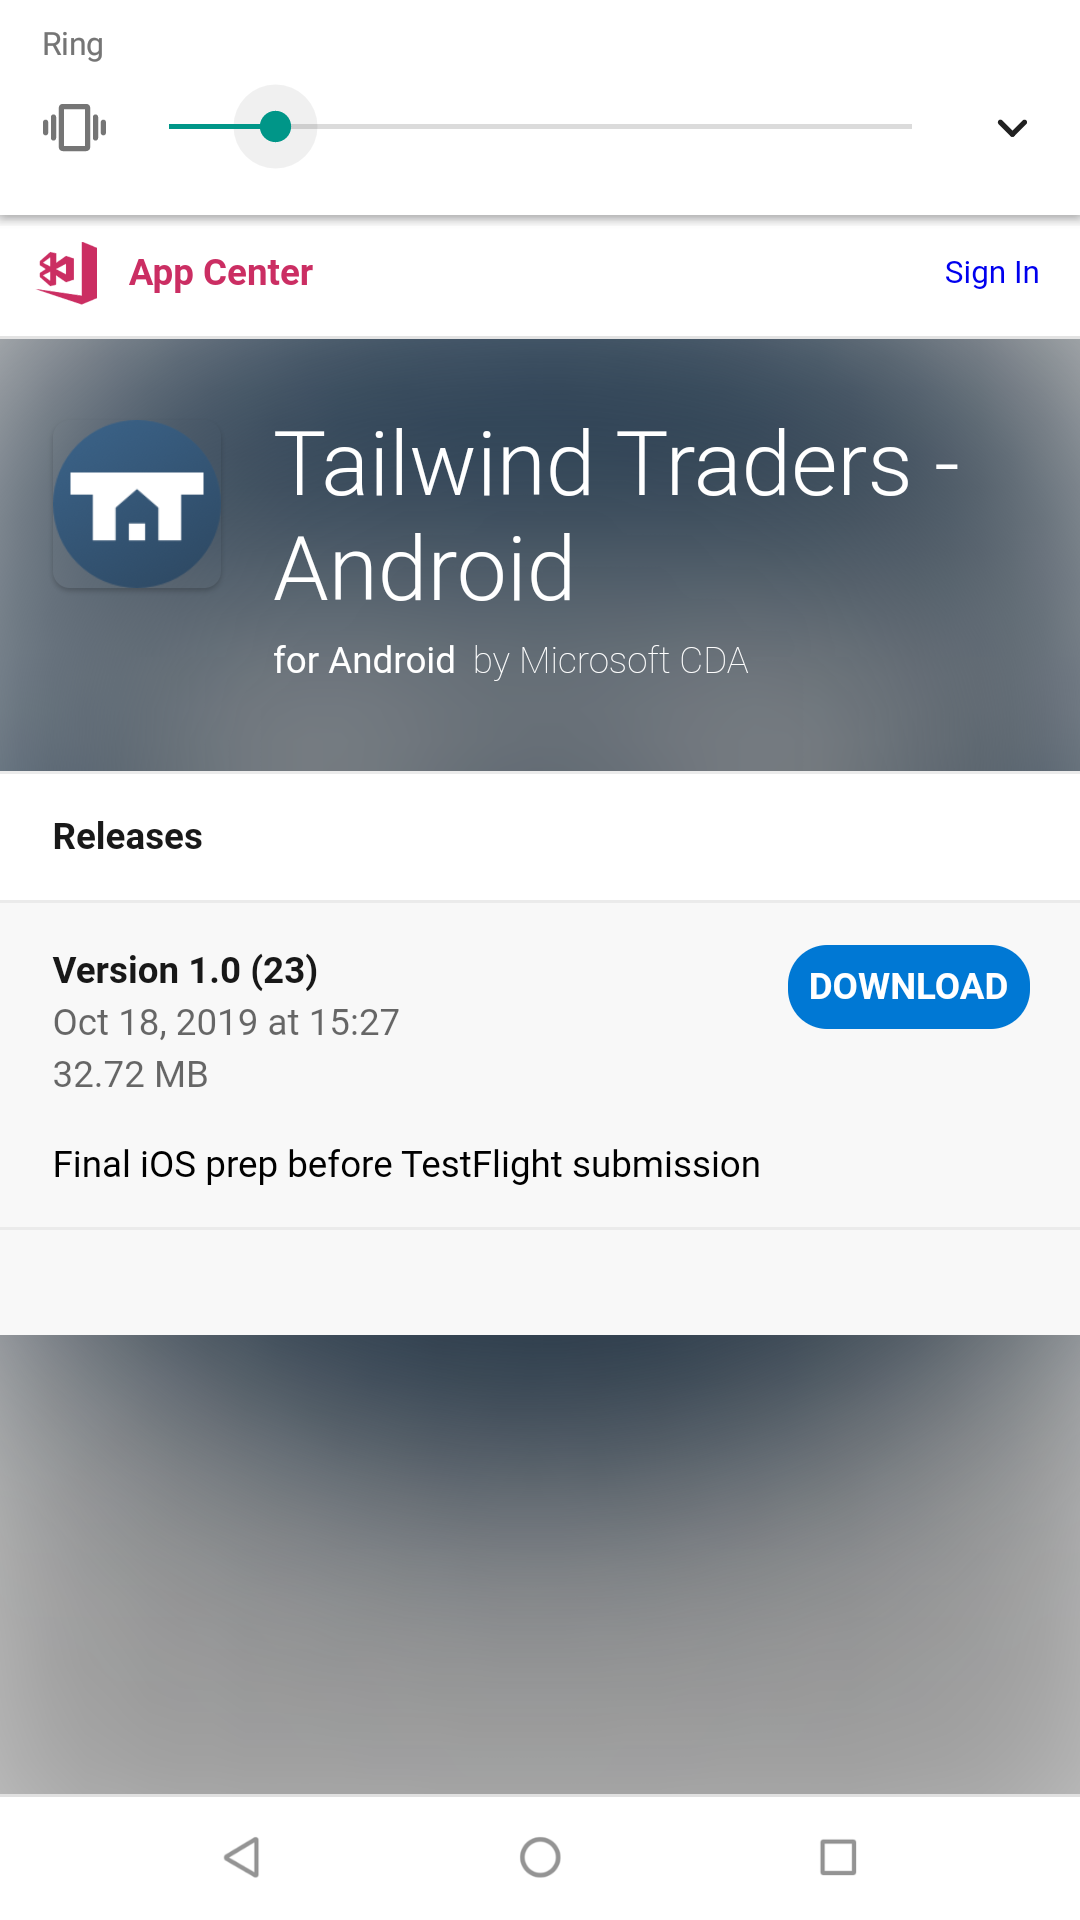 Ring
App Center
Sign In
Tailwind Traders -
Android
for Android by Microsoft CDA
Releases
Version 1.0 (23)
DOWNLOAD
Oct 18, 2019 at 15:27
32.72 MB
Final iOS prep before TestFlight submission